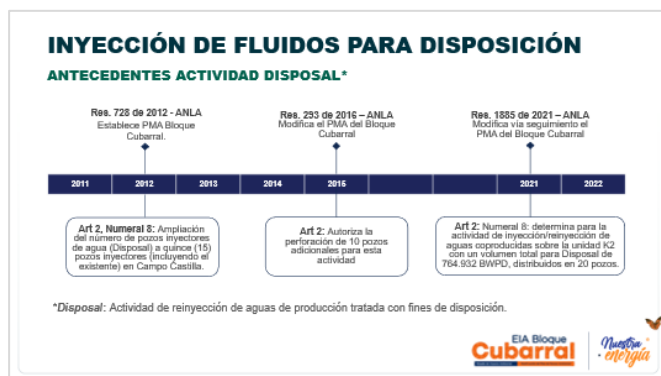 INYECCIÓN DE FLUIDOS PARA DISPOSICIÓN
ANTECEDENTES ACTIVIDAD DISPOSAL*
Res. 728 de 2012 - ANLA
Establece PMA Bloque
Cubarral.
Res. 293 de 2016 – ANLA
Modifica el PMA del Bloque
Cubarral
Res. 1885 de 2021 – ANLA
Modifica vía seguimiento el
PMA del Bloque Cubarral
2011 2012 2013 2014 2015 2021 2022
Art 2, Numeral 8: Ampliación
del número de pozos inyectores
de agua (Disposal) a quince (15)
pozos inyectores (incluyendo el
existente) en Campo Castilla.
Art 2: Autoriza la
perforación de 10 pozos
adicionales para esta
actividad
Art 2: Numeral 8: determina para la
actividad de inyección/reinyección de
aguas coproducidas sobre la unidad K2
con un volumen total para Disposal de
764.932 BWPD, distribuidos en 20 pozos.
*Disposal: Actividad de reinyección de aguas de producción tratada con fines de disposición.
EIA Bloque
Cubarral
Nuestra
energía